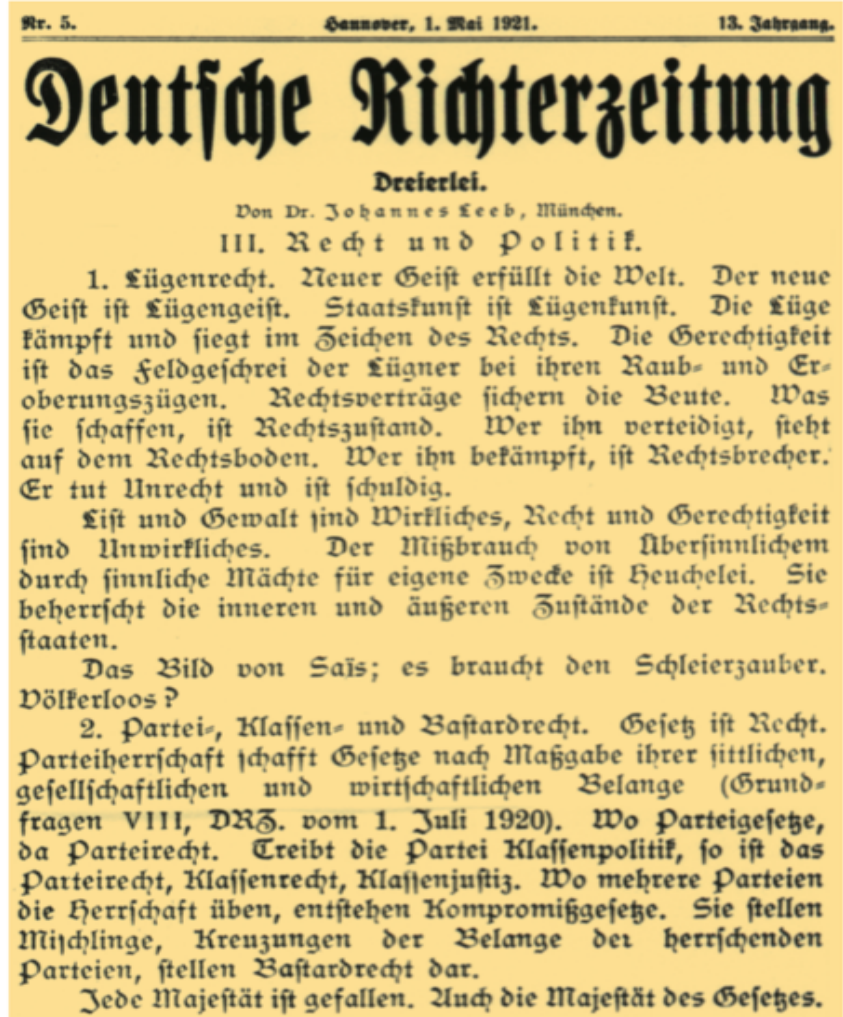 Nr. 5. Hannover, 1. Mai 1921. 13. Jahrgang.
Deutsche Richterzeitung
Dreierlei.
Von Dr. Johannes Leeb, München.
III. Recht und Politik.
1. Lügenrecht. Neuer Geist erfüllt die Welt. Der neue
Geist ist Lügengeist. Staatskunst ist Lügenkunst. Die Lüge
kämpft und siegt im Zeichen des Rechts. Die Gerechtigkeit
ist das Feldgeschrei der Lügner bei ihren Raub- und Er-
oberungszügen. Rechtsverträge sichern die Beute. Was
sie schaffen, ist Rechtszustand. Wer ihn verteidigt, steht
auf dem Rechtsboden. Wer ihn bekämpft, ist Rechtsbrecher.
Er tut Unrecht und ist schuldig.
List und Gewalt sind Wirkliches, Recht und Gerechtigkeit
sind Unwirkliches. Der Mißbrauch von Übersinnlichem
durch sinnliche Mächte für eigene Zwecke ist Heuchelei. Sie
beherrscht die inneren und äußeren Zustände der Rechts-
staaten.
Das Bild von Saïs; es braucht den Schleierzauber.
Völkerloos?
2. Partei-, Klassen- und Bastardrecht. Gesetz ist Recht.
Parteiherrschaft schafft Gesetze nach Maßgabe ihrer sittlichen,
gesellschaftlichen und wirtschaftlichen Belange (Grund-
fragen VIII, DRZ. vom 1. Juli 1920). Wo Parteigesetze,
da Parteirecht. Treibt die Partei Klassenpolitik, so ist das
Parteirecht, Klassenrecht, Klassenjustiz. Wo mehrere Parteien
die Herrschaft üben, entstehen Kompromißgesetze. Sie stellen
Mischlinge, Kreuzungen der Belange der herrschenden
Parteien, stellen Bastardrecht dar.
Jede Majestät ist gefallen. Auch die Majestät des Gesetzes.